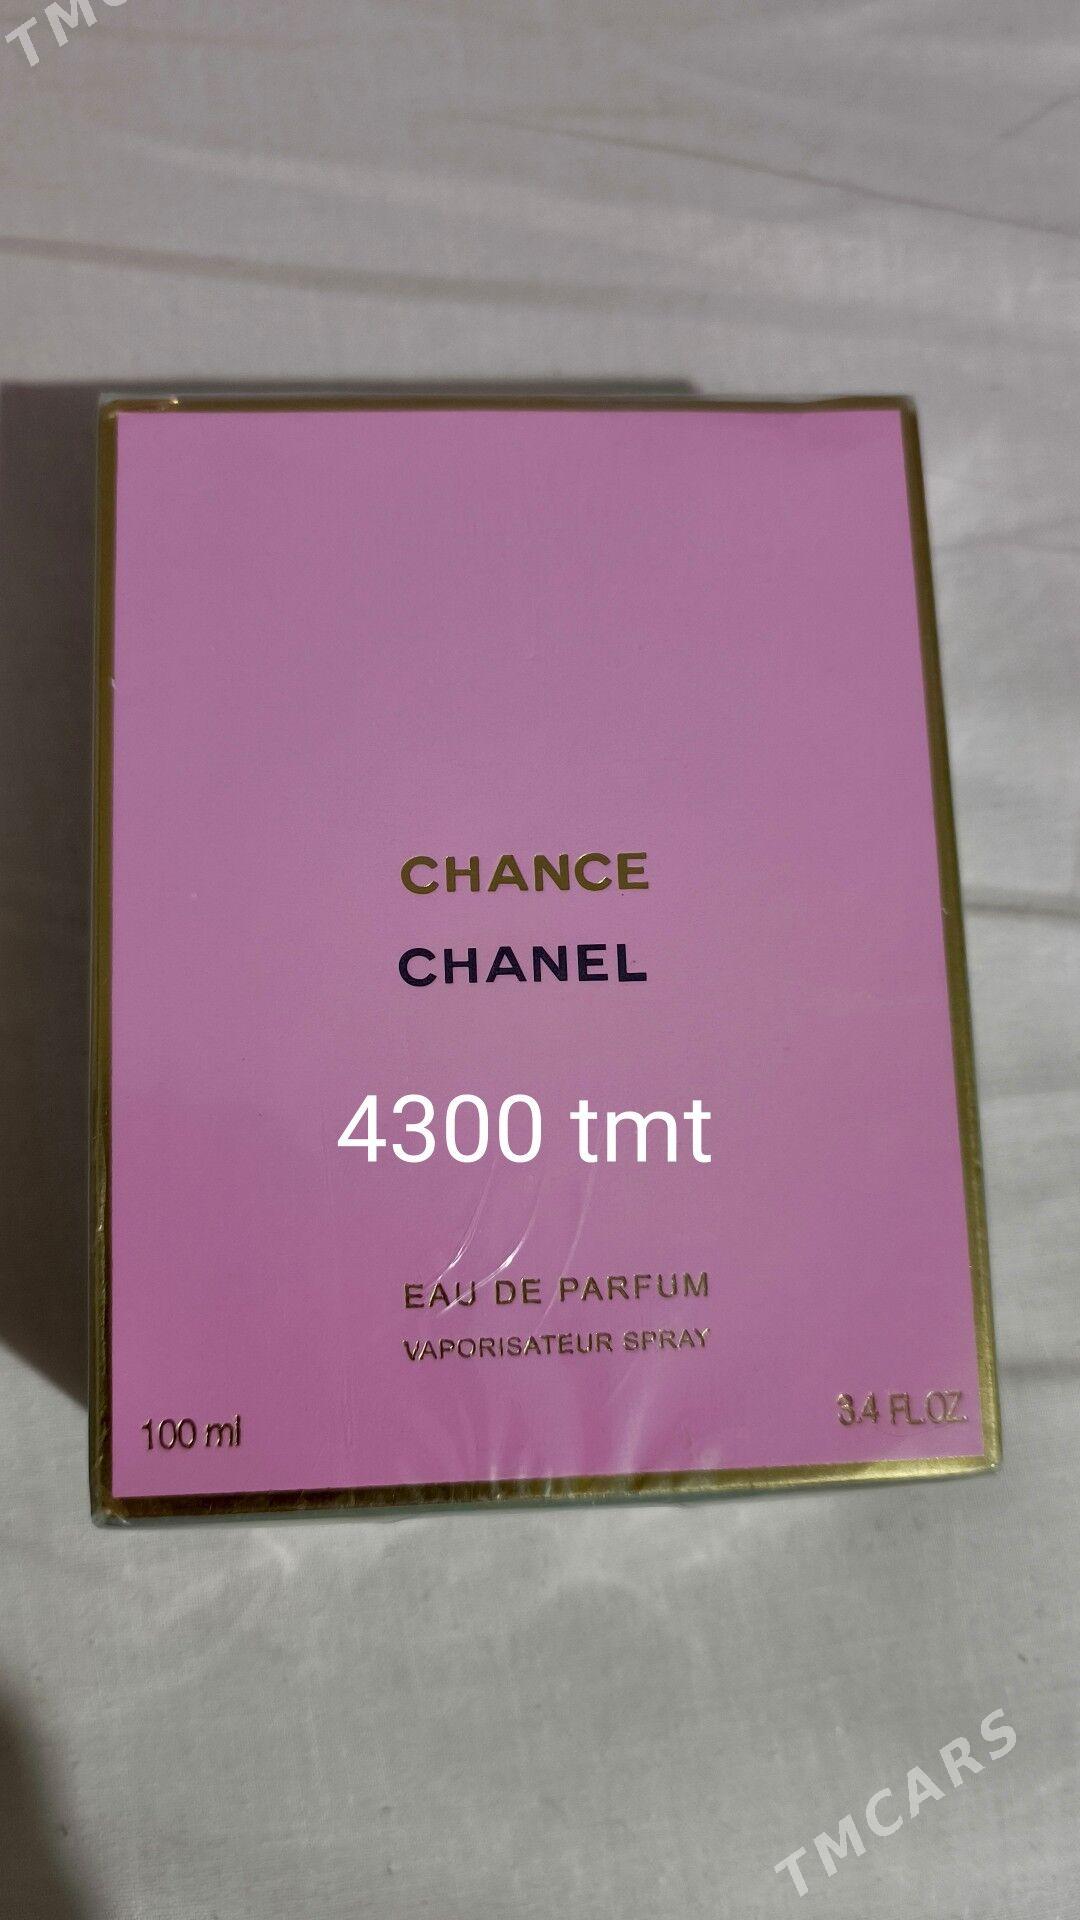 CHANCE
CHANEL
4300 tmt
EAU DE PARFUM
VAPORISATEUR SPRAY
100 ml
3.4 FL.OZ.
TMCARS